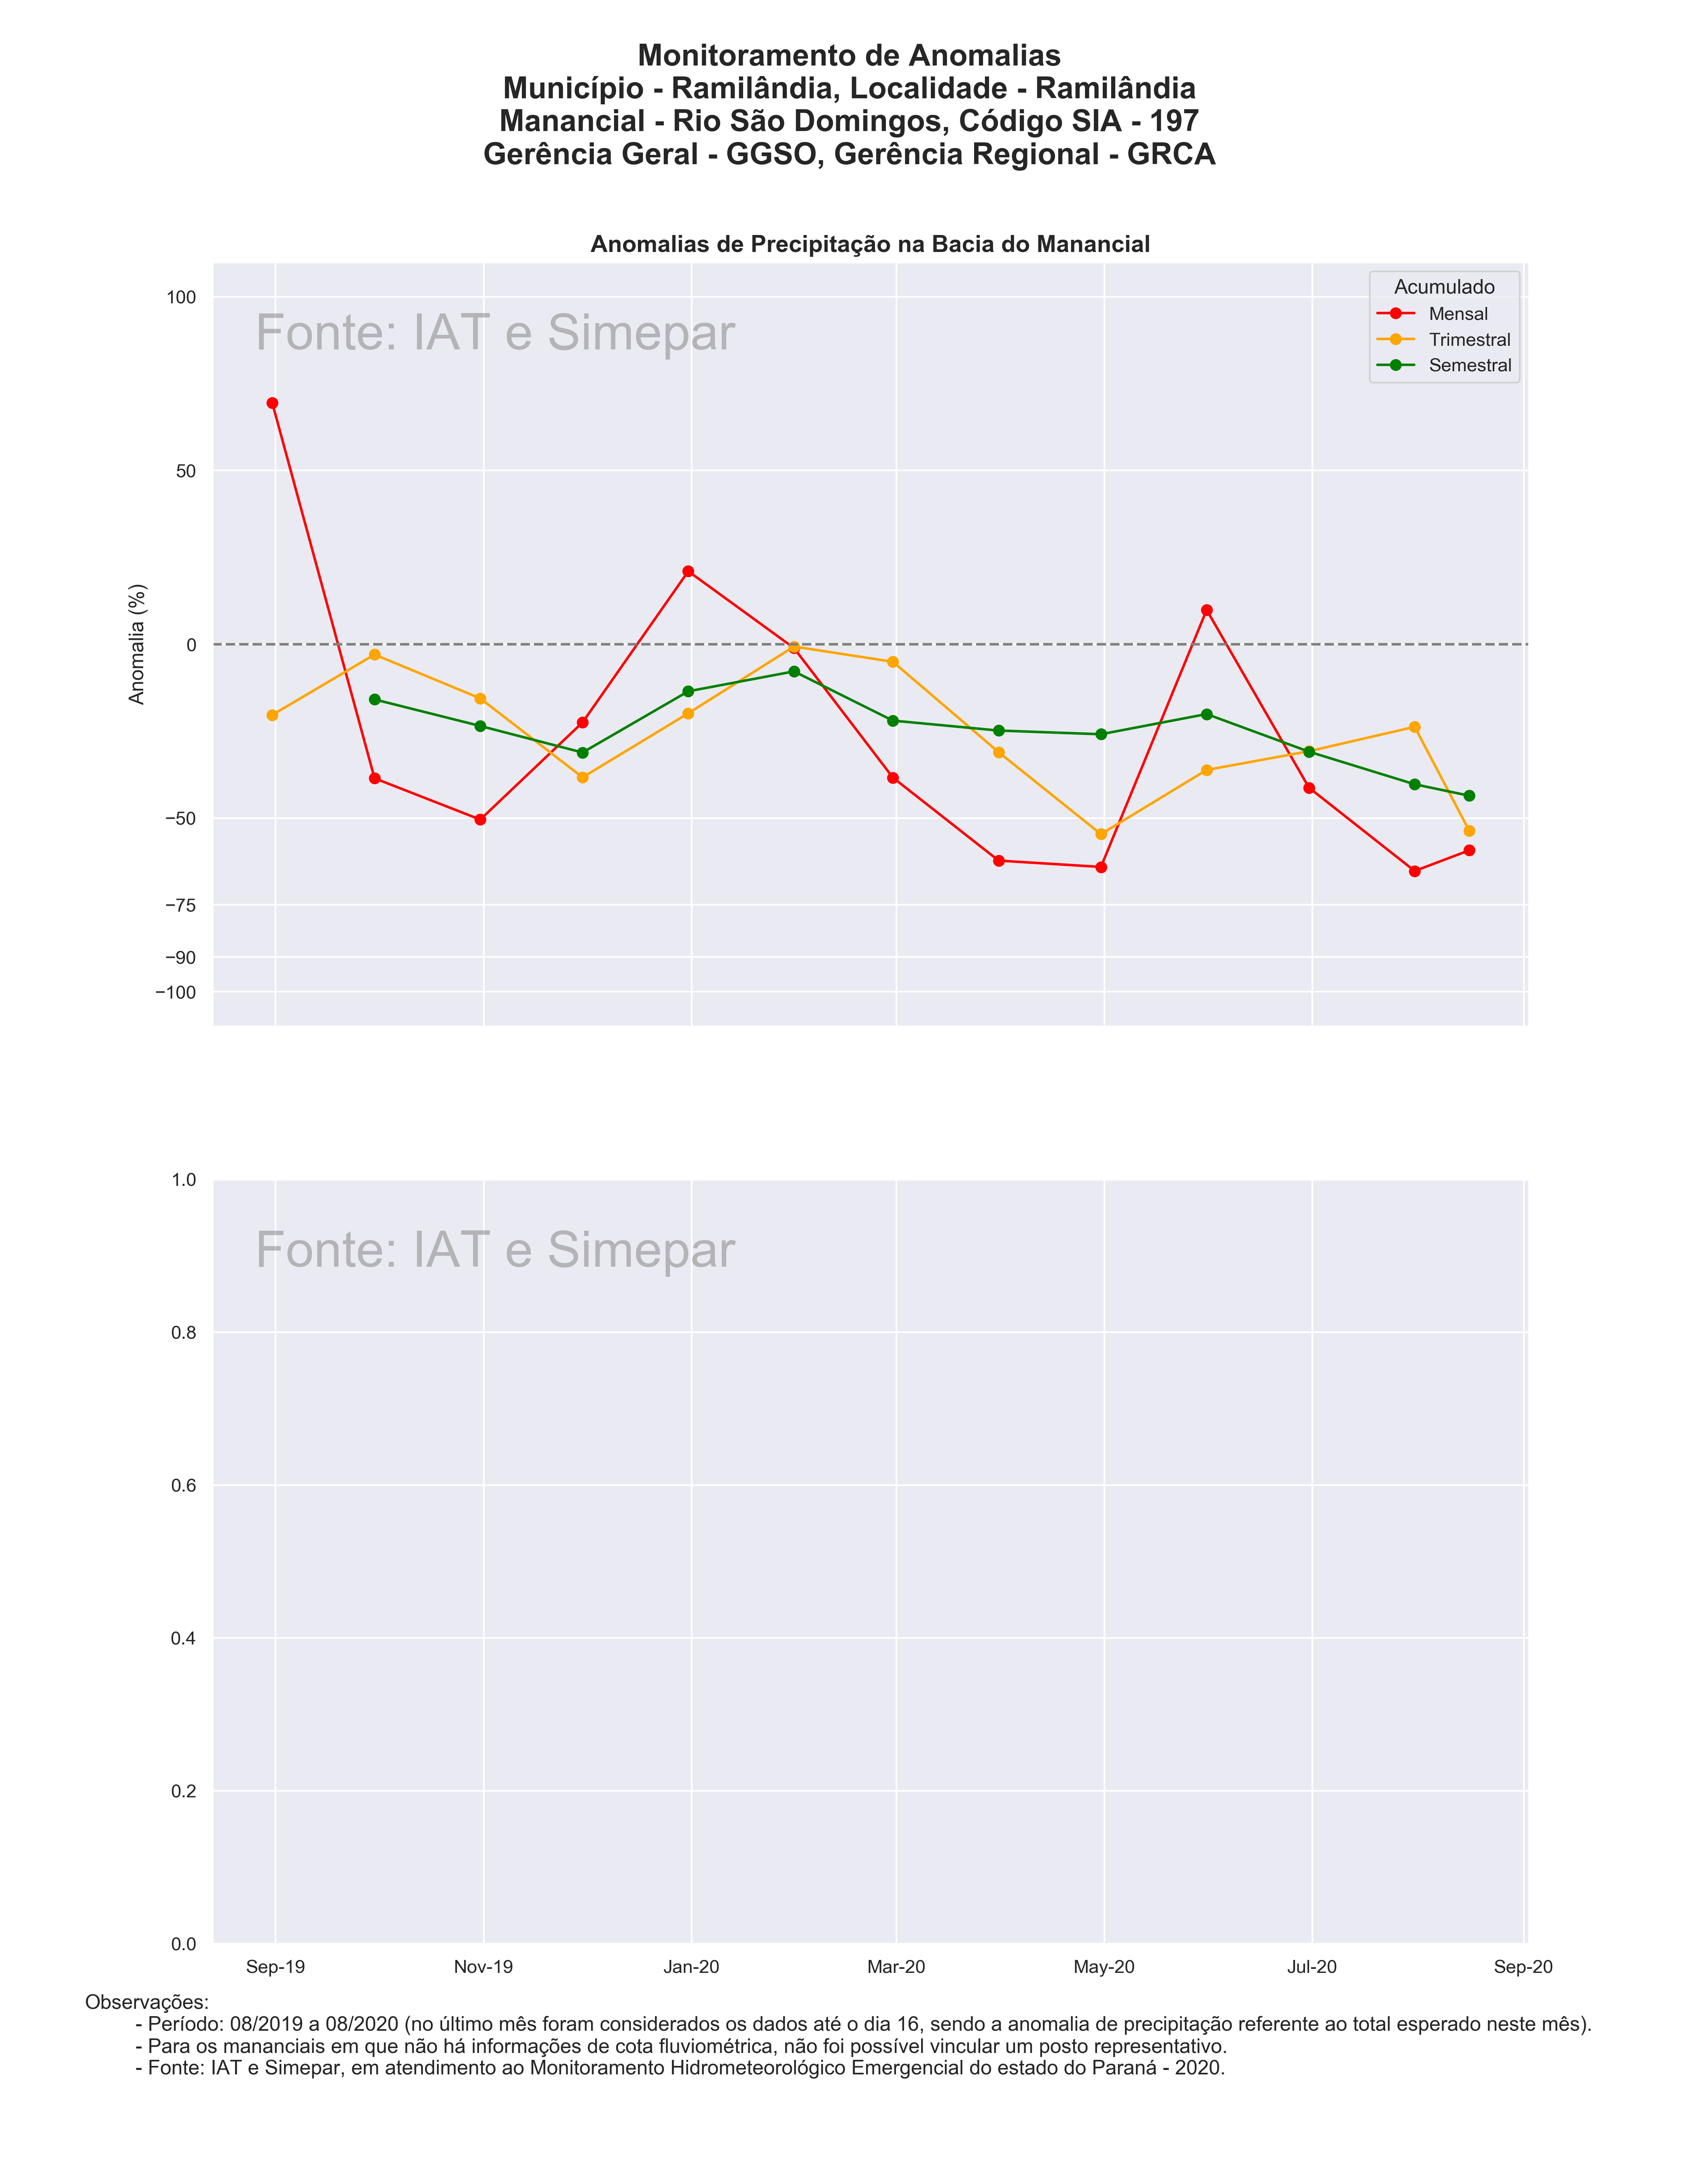 Monitoramento de Anomalias
Município - Ramilândia, Localidade - Ramilândia
Manancial - Rio São Domingos, Código SIA - 197
Gerência Geral - GGSO, Gerência Regional - GRCA
Anomalias de Precipitação na Bacia do Manancial
Fonte: IAT e Simepar
Acumulado
Mensal
Trimestral
Semestral
Anomalia (%)
100
50
0
−50
−75
−90
−100
Fonte: IAT e Simepar
1.0
0.8
0.6
0.4
0.2
0.0
Sep-19 Nov-19 Jan-20 Mar-20 May-20 Jul-20 Sep-20
Observações:
- Período: 08/2019 a 08/2020 (no último mês foram considerados os dados até o dia 16, sendo a anomalia de precipitação referente ao total esperado neste mês).
- Para os mananciais em que não há informações de cota fluviométrica, não foi possível vincular um posto representativo.
- Fonte: IAT e Simepar, em atendimento ao Monitoramento Hidrometeorológico Emergencial do estado do Paraná - 2020.